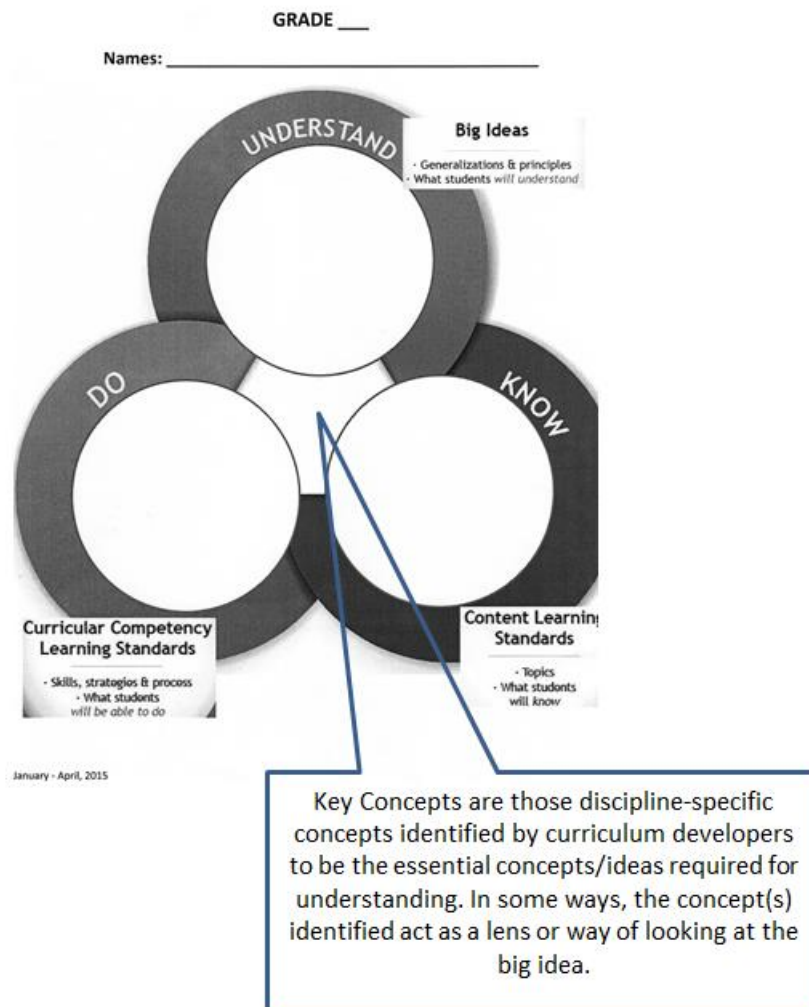 GRADE ___
Names: ______________________
UNDERSTAND
Big Ideas
· Generalizations & principles
· What students will understand
DO
KNOW
Curricular Competency
Learning Standards
· Skills, strategies & process
· What students
will be able to do
Content Learning
Standards
· Topics
· What students
will know
January - April, 2015
Key Concepts are those discipline-specific
concepts identified by curriculum developers
to be the essential concepts/ideas required for
understanding. In some ways, the concept(s)
identified act as a lens or way of looking at the
big idea.